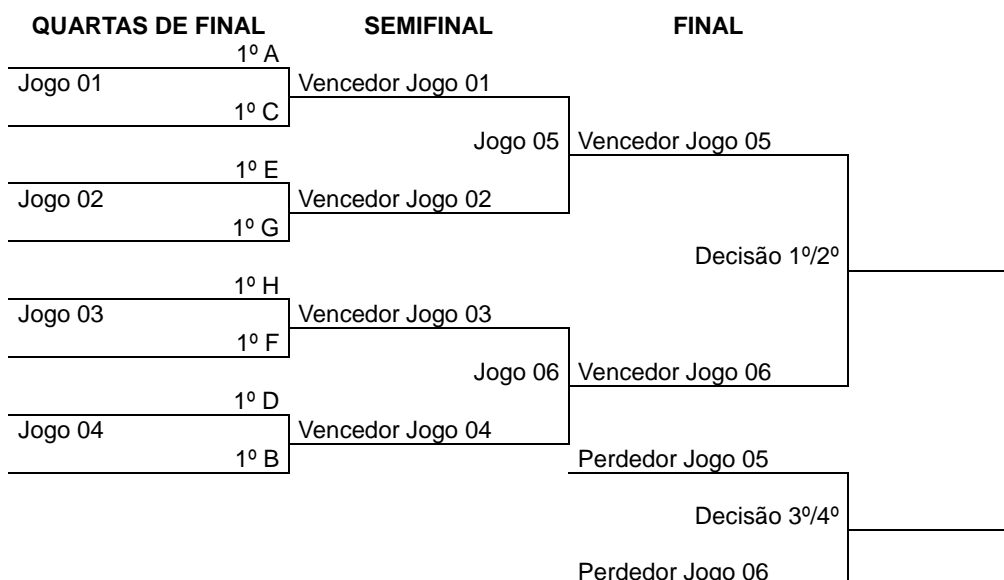 QUARTAS DE FINAL SEMIFINAL FINAL
1º A
Jogo 01 Vencedor Jogo 01
1º C
Jogo 05 Vencedor Jogo 05
1º E
Jogo 02 Vencedor Jogo 02
1º G
Decisão 1º/2º
1º H
Jogo 03 Vencedor Jogo 03
1º F
Jogo 06 Vencedor Jogo 06
1º D
Jogo 04 Vencedor Jogo 04
1º B Perdedor Jogo 05
Decisão 3º/4º
Perdedor Jogo 06